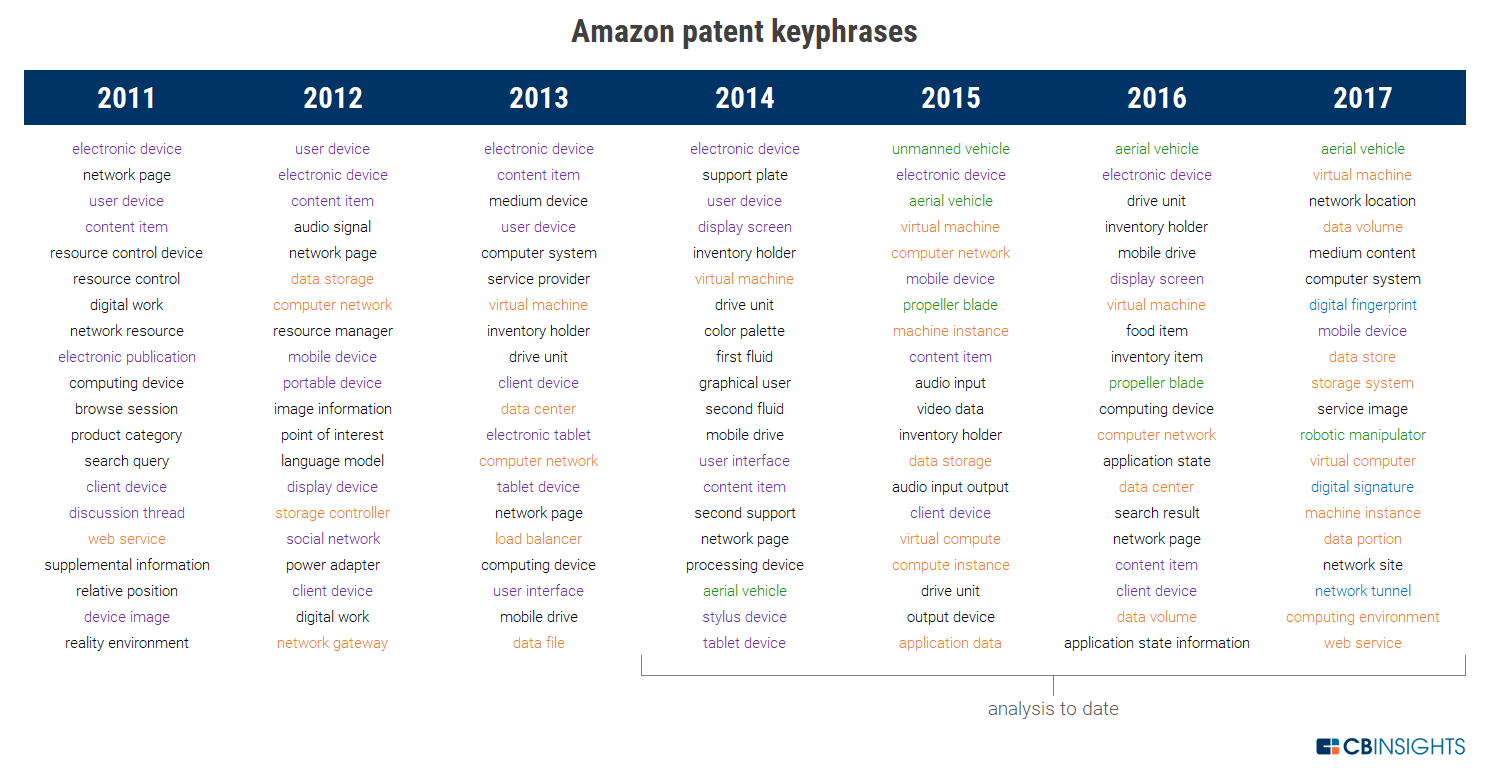 Amazon patent keyphrases
2011 2012 2013 2014 2015 2016 2017
electronic device user device electronic device electronic device unmanned vehicle aerial vehicle aerial vehicle
network page electronic device content item support plate electronic device electronic device virtual machine
user device content item medium device user device aerial vehicle drive unit network location
content item audio signal user device display screen virtual machine inventory holder data volume
resource control device network page computer system inventory holder computer network mobile drive medium content
resource control data storage service provider virtual machine mobile device display screen computer system
digital work computer network virtual machine drive unit propeller blade virtual machine digital fingerprint
network resource resource manager inventory holder color palette machine instance food item mobile device
electronic publication mobile device drive unit first fluid content item inventory item data store
computing device portable device client device graphical user audio input propeller blade storage system
browse session image information data center second fluid video data computing device service image
product category point of interest electronic tablet mobile drive inventory holder computer network robotic manipulator
search query language model computer network user interface data storage application state virtual computer
client device display device tablet device content item audio input output data center digital signature
discussion thread storage controller network page second support client device search result machine instance
web service social network load balancer network page virtual compute network page data portion
supplemental information power adapter computing device processing device compute instance content item network site
relative position client device user interface aerial vehicle drive unit client device network tunnel
device image digital work mobile drive stylus device output device data volume computing environment
reality environment network gateway data file tablet device application data application state information web service
analysis to date
CBINSIGHTS